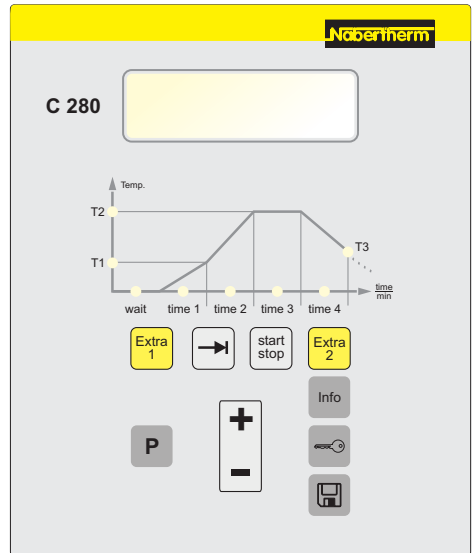 Nabertherm
C 280
Temp.
T2
T1
T3
time
min
wait time 1 time 2 time 3 time 4
Extra
1
start
stop
Extra
2
Info
P
+
−